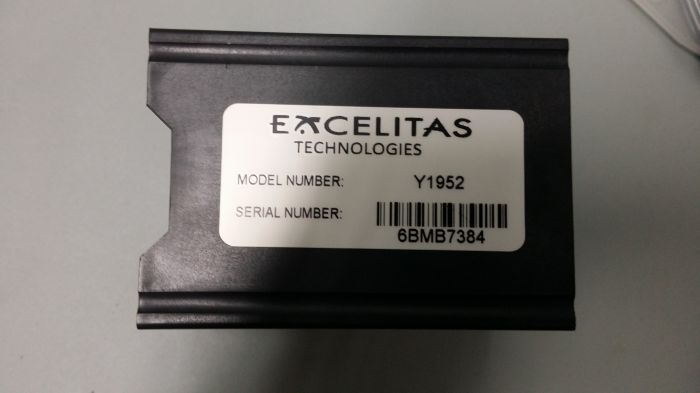 EXCELITAS
TECHNOLOGIES
MODEL NUMBER: Y1952
SERIAL NUMBER:
6BMB7384